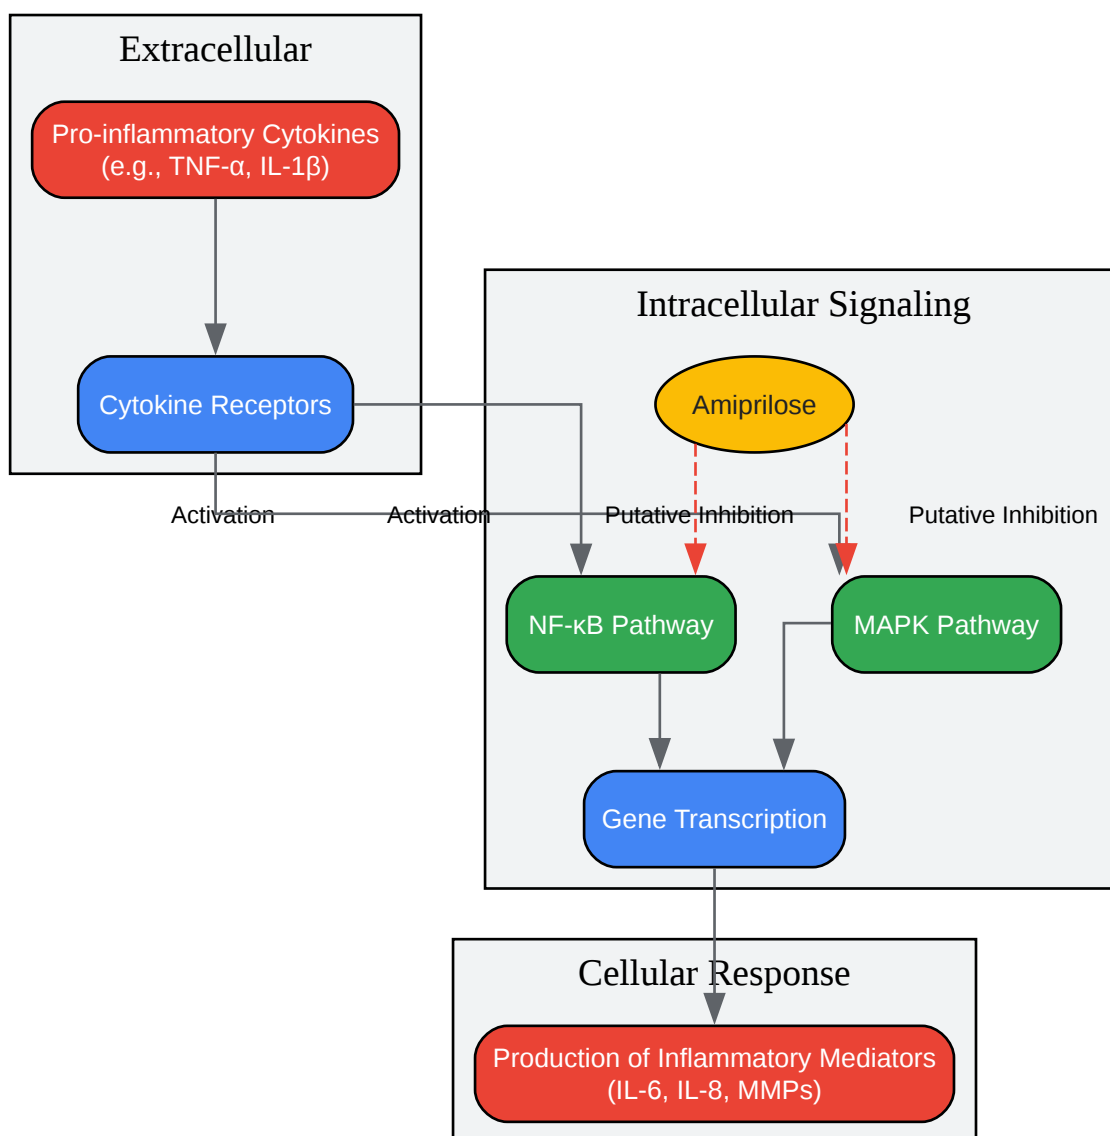 Extracellular
Pro-inflammatory Cytokines
(e.g., TNF-α, IL-1β)
Intracellular Signaling
Cytokine Receptors
Amiprilose
Activation
Activation
Putative Inhibition
Putative Inhibition
NF-κB Pathway
MAPK Pathway
Gene Transcription
Cellular Response
Production of Inflammatory Mediators
(IL-6, IL-8, MMPs)